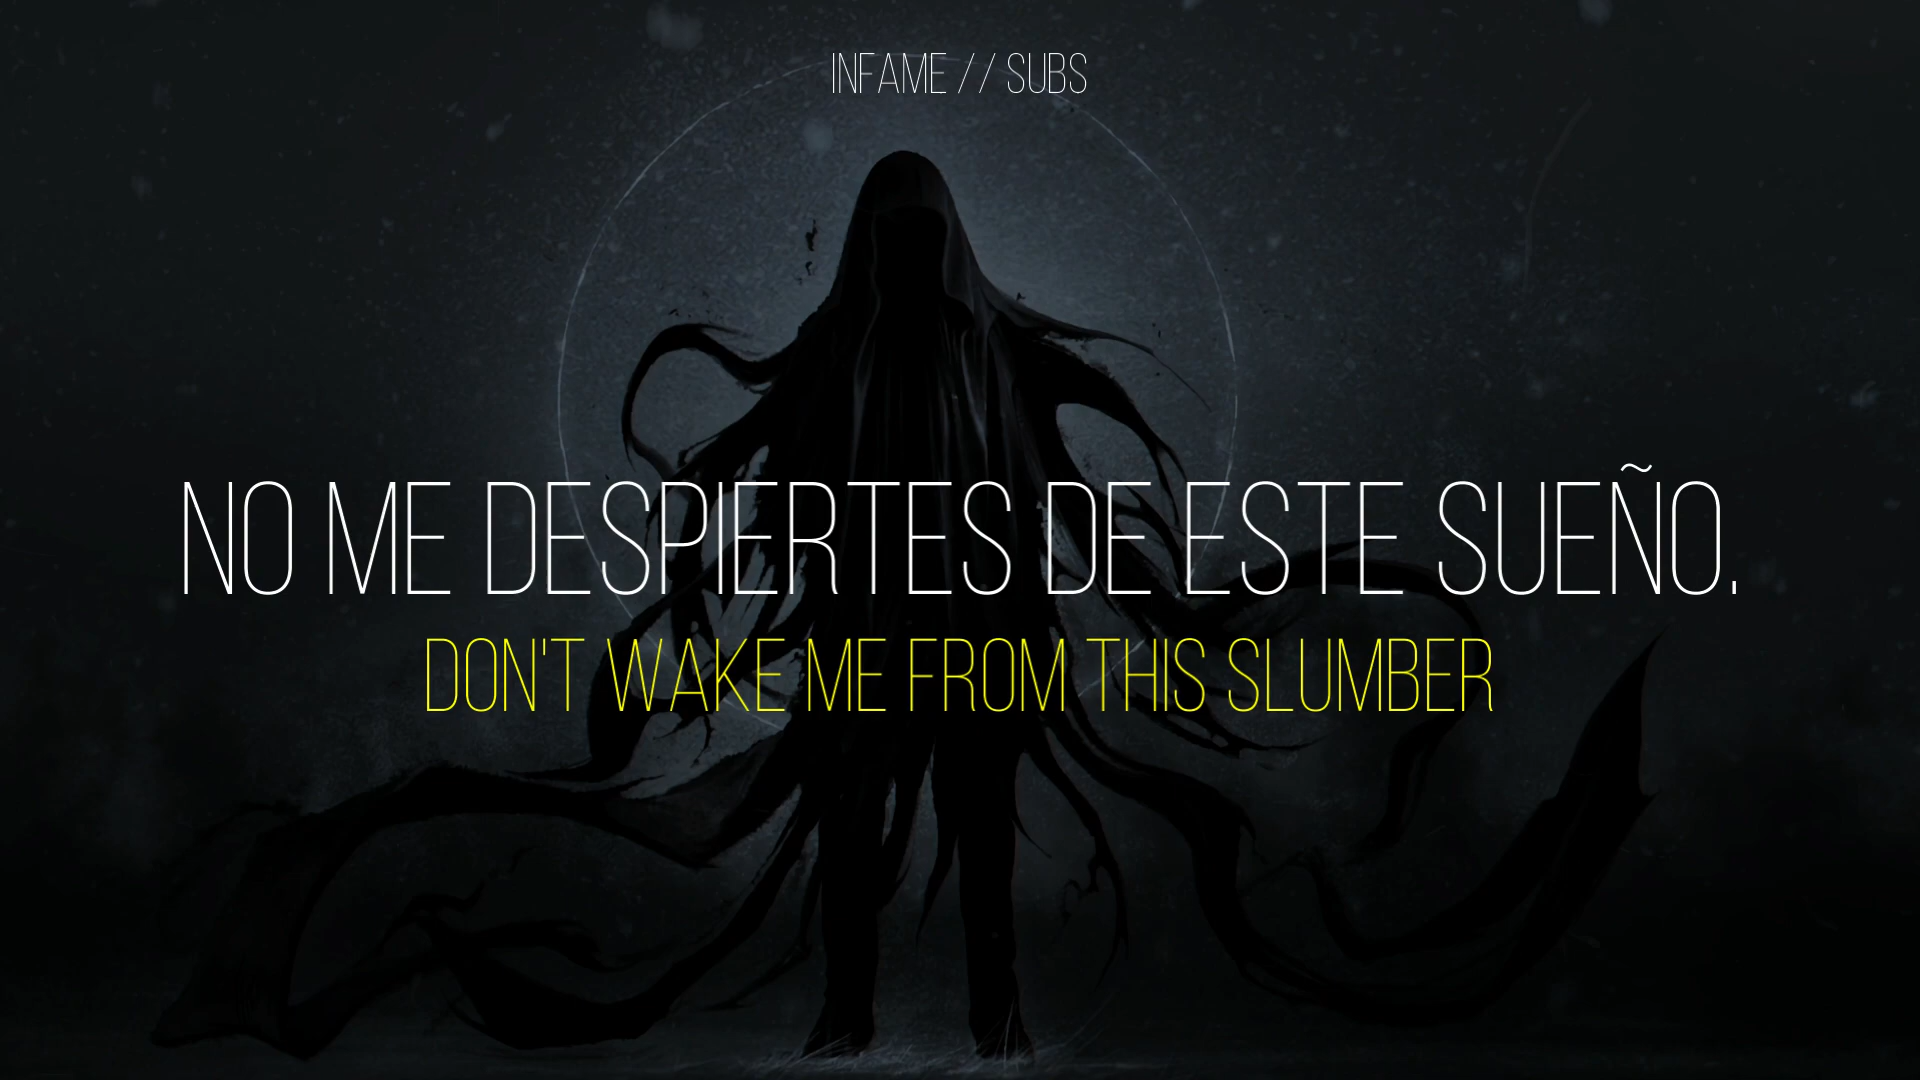 INFAME // SUBS
NO ME DESPIERTES DE ESTE SUEÑO.
DON'T WAKE ME FROM THIS SLUMBER